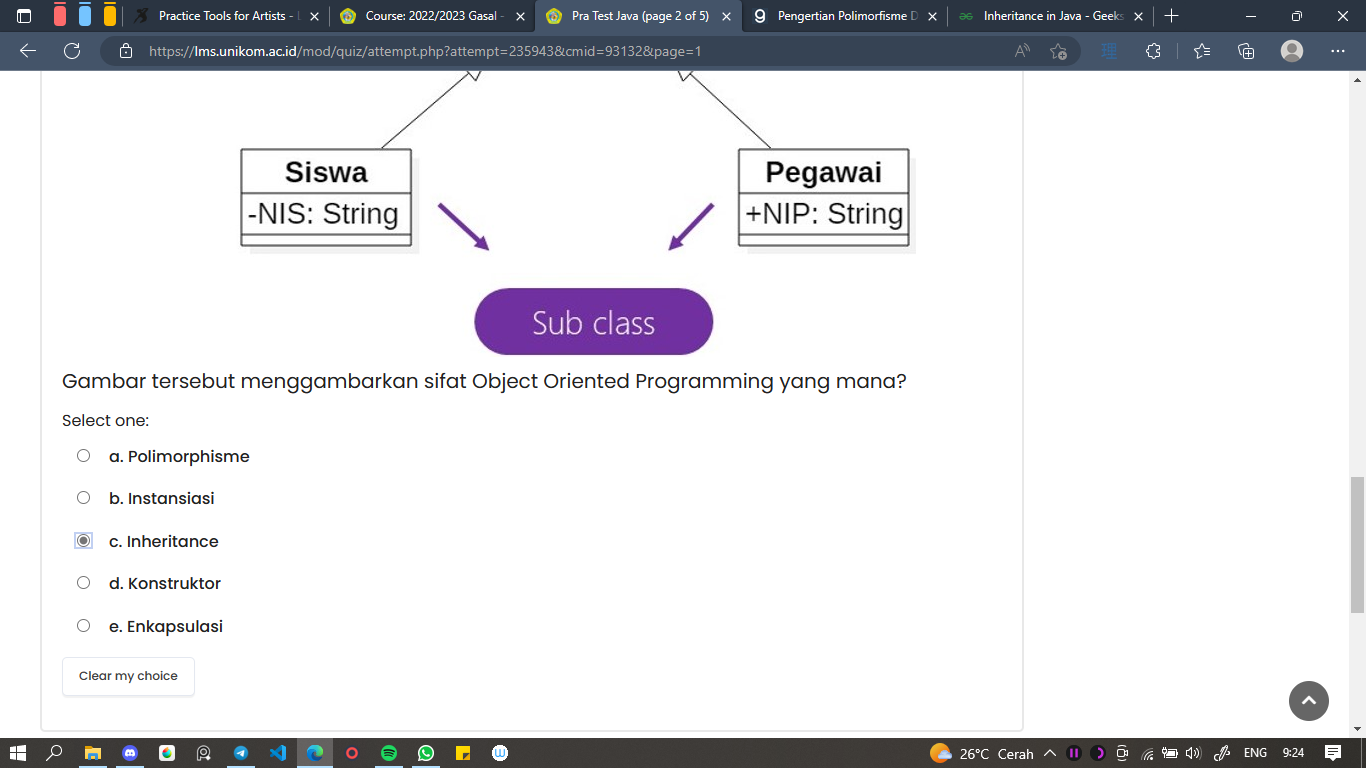 Practice Tools for Artists -
Course: 2022/2023 Gasal -
Pra Test Java (page 2 of 5)
Pengertian Polimorfisme D
Inheritance in Java - Geeks
https://lms.unikom.ac.id/mod/quiz/attempt.php?attempt=235943&cmid=93132&page=1
Siswa
-NIS: String
Pegawai
+NIP: String
Sub class
Gambar tersebut menggambarkan sifat Object Oriented Programming yang mana?
Select one:
a. Polimorphisme
b. Instansiasi
c. Inheritance
d. Konstruktor
e. Enkapsulasi
Clear my choice
26°C Cerah
ENG
9:24